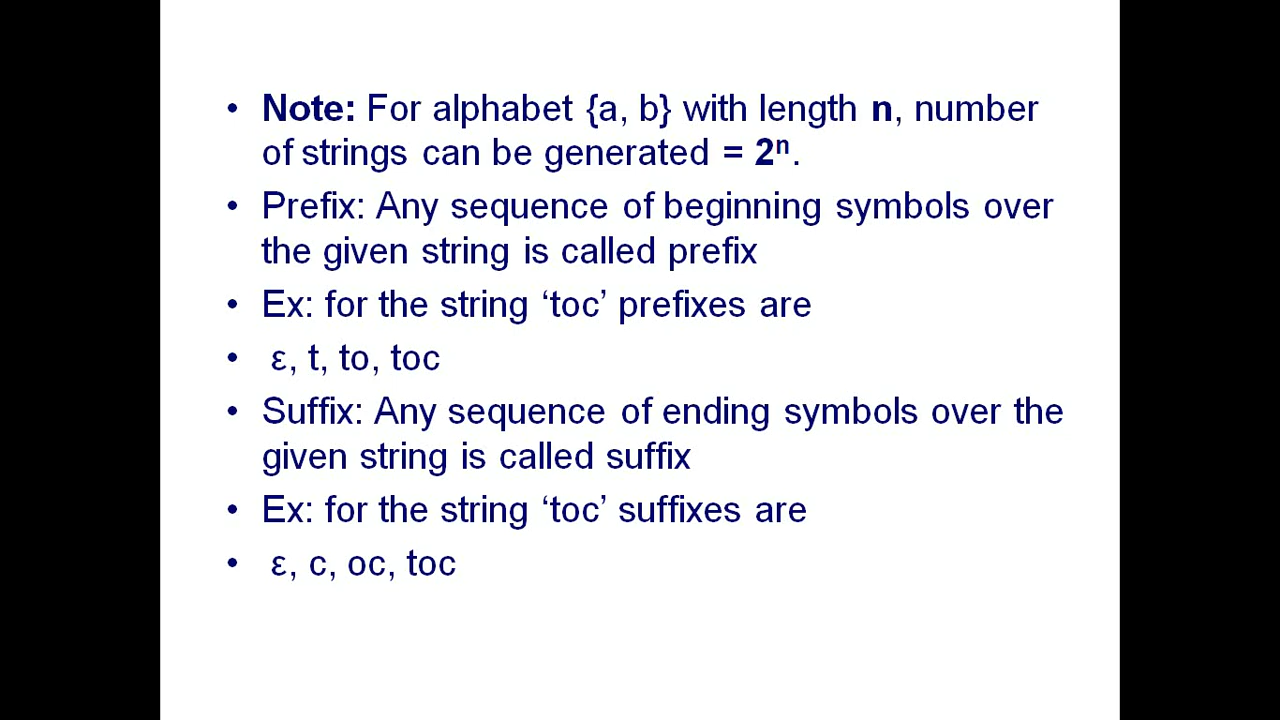 • Note: For alphabet {a, b} with length n, number
of strings can be generated = 2ⁿ.
• Prefix: Any sequence of beginning symbols over
the given string is called prefix
• Ex: for the string ‘toc’ prefixes are
• ε, t, to, toc
• Suffix: Any sequence of ending symbols over the
given string is called suffix
• Ex: for the string ‘toc’ suffixes are
• ε, c, oc, toc